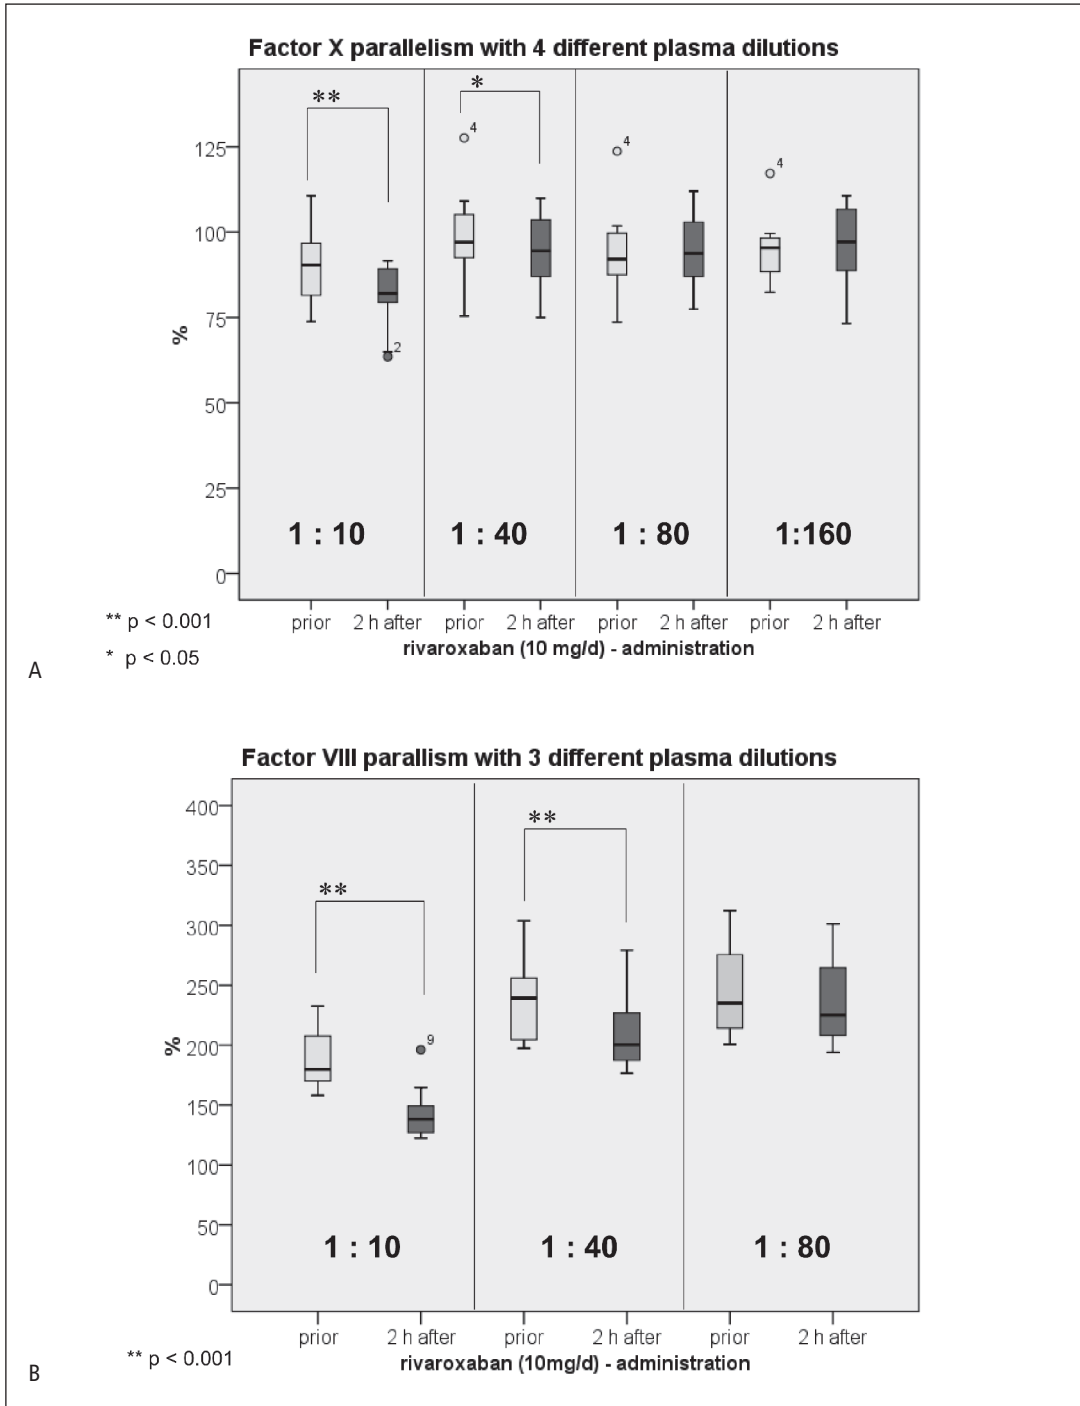 Factor X parallelism with 4 different plasma dilutions
**
*
4
4
4
2
125
100
75
50
25
0
%
1 : 10
1 : 40
1 : 80
1:160
prior
2 h after
prior
2 h after
prior
2 h after
prior
2 h after
rivaroxaban (10 mg/d) - administration
** p < 0.001
* p < 0.05
A
Factor VIII parallism with 3 different plasma dilutions
**
**
9
400
350
300
250
200
150
100
50
0
%
1 : 10
1 : 40
1 : 80
prior
2 h after
prior
2 h after
prior
2 h after
rivaroxaban (10mg/d) - administration
** p < 0.001
B